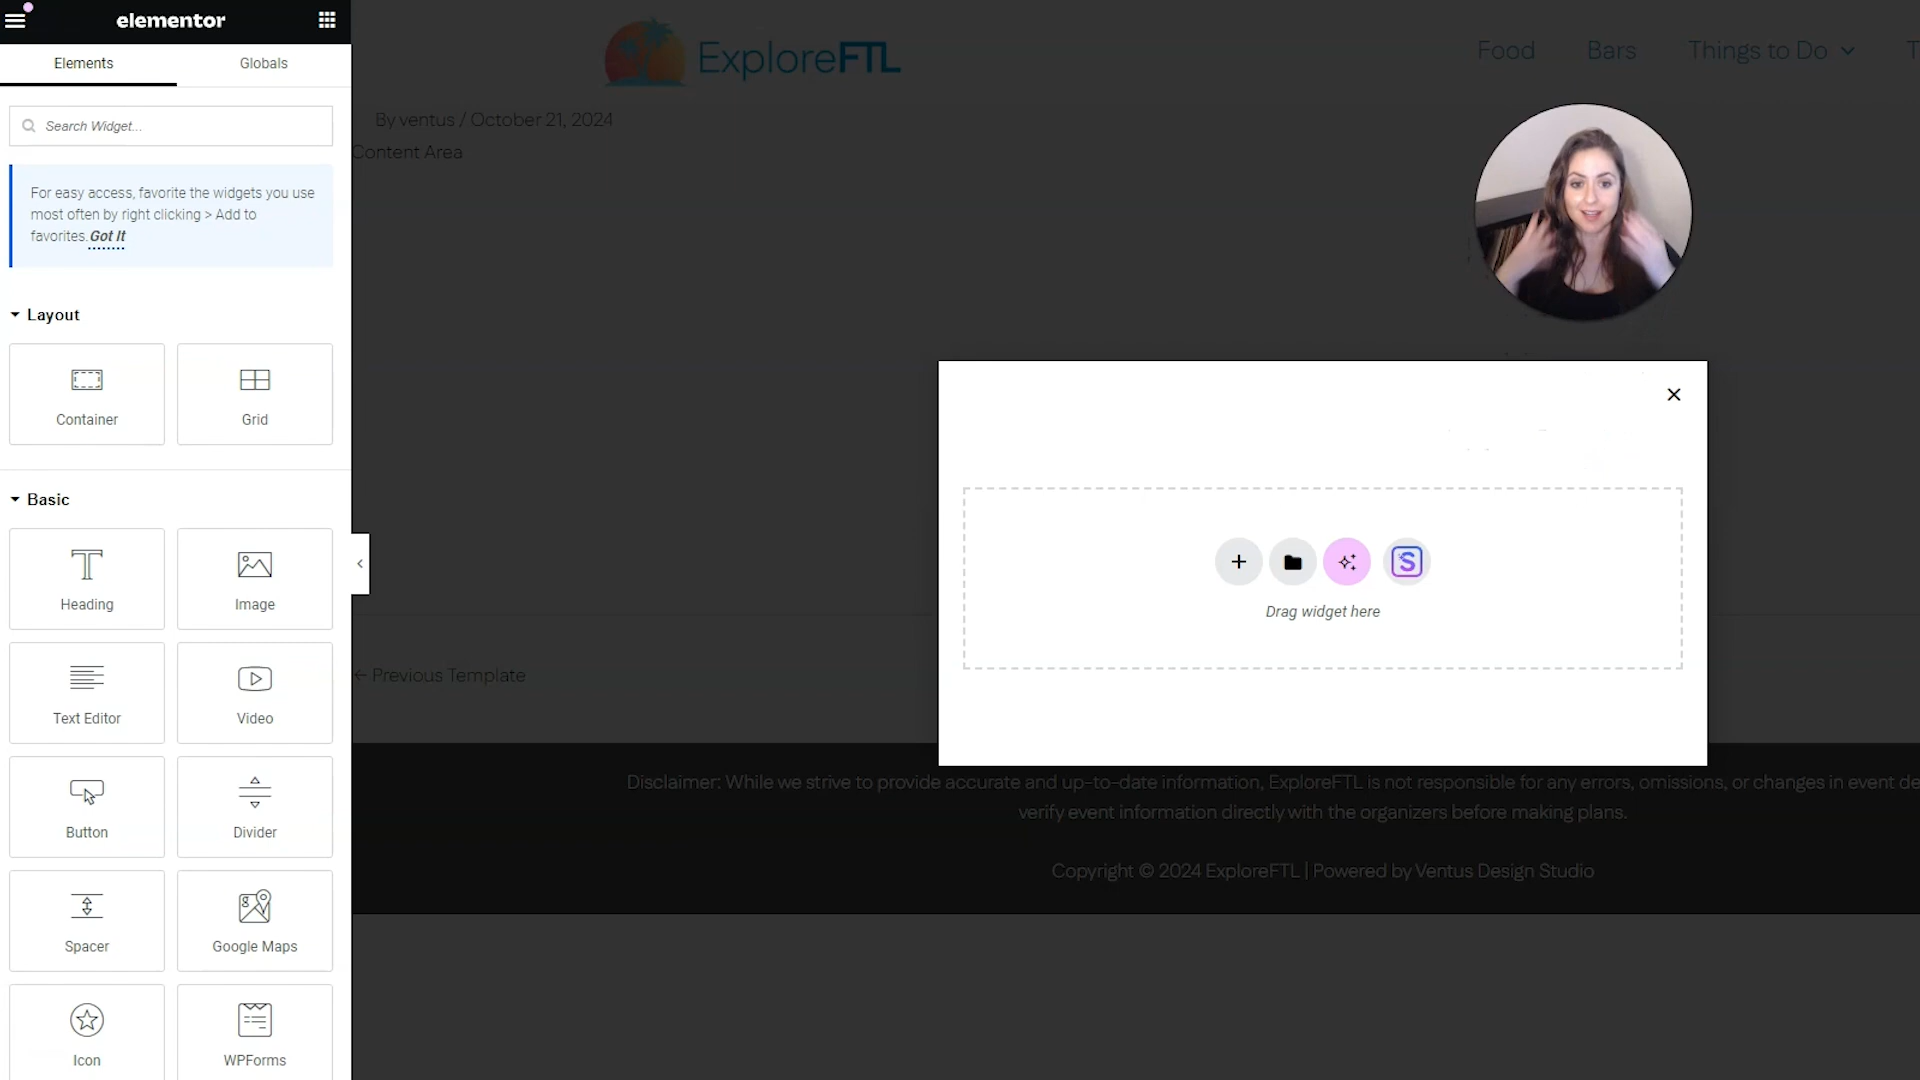 elementor
Elements
Globals
Search Widget...
For easy access, favorite the widgets you use
most often by right clicking > Add to
favorites. Got It
Layout
Container
Grid
Basic
Heading
Image
Text Editor
Video
Button
Divider
Spacer
Google Maps
Icon
WPForms
ExploreFTL
Food
Bars
Things to Do
T
By ventus / October 21, 2024
Content Area
S
Drag widget here
← Previous Template
Disclaimer: While we strive to provide accurate and up-to-date information, ExploreFTL is not responsible for any errors, omissions, or changes in event de
verify event information directly with the organizers before making plans.
Copyright © 2024 ExploreFTL | Powered by Ventus Design Studio